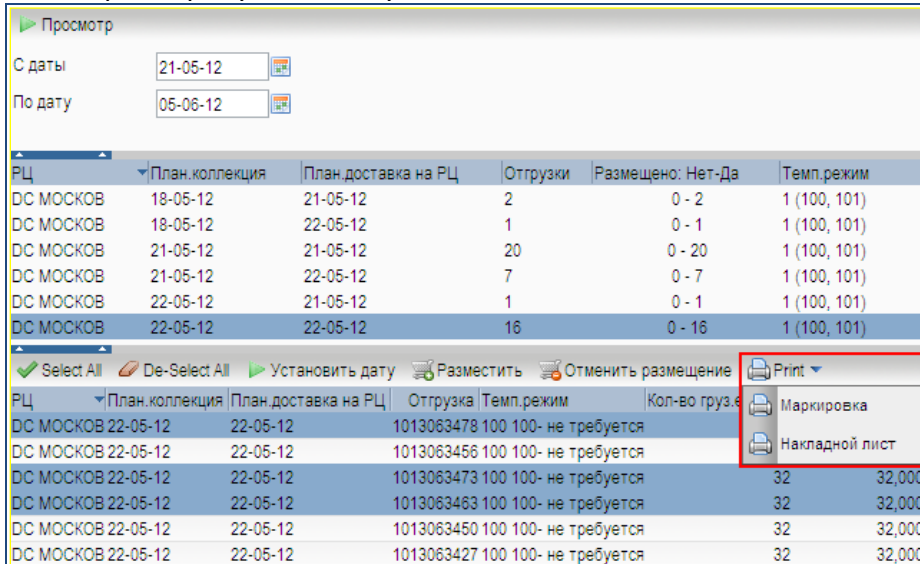 Просмотр
С даты 21-05-12
По дату 05-06-12
РЦ План.коллекция План.доставка на РЦ Отгрузки Размещено: Нет-Да Темп.режим
DC МОСКОВ 18-05-12 21-05-12 2 0 - 2 1 (100, 101)
DC МОСКОВ 18-05-12 22-05-12 1 0 - 1 1 (100, 101)
DC МОСКОВ 21-05-12 21-05-12 20 0 - 20 1 (100, 101)
DC МОСКОВ 21-05-12 22-05-12 7 0 - 7 1 (100, 101)
DC МОСКОВ 22-05-12 21-05-12 1 0 - 1 1 (100, 101)
DC МОСКОВ 22-05-12 22-05-12 16 0 - 16 1 (100, 101)
Select All De-Select All Установить дату Разместить Отменить размещение Print
РЦ План.коллекция План.доставка на РЦ Отгрузка Темп.режим Кол-во груз.
Маркировка
Накладной лист
DC МОСКОВ 22-05-12 22-05-12 1013063478 100 100- не требуется
DC МОСКОВ 22-05-12 22-05-12 1013063456 100 100- не требуется
DC МОСКОВ 22-05-12 22-05-12 1013063473 100 100- не требуется 32 32,000
DC МОСКОВ 22-05-12 22-05-12 1013063463 100 100- не требуется 32 32,000
DC МОСКОВ 22-05-12 22-05-12 1013063450 100 100- не требуется 32 32,000
DC МОСКОВ 22-05-12 22-05-12 1013063427 100 100- не требуется 32 32,000